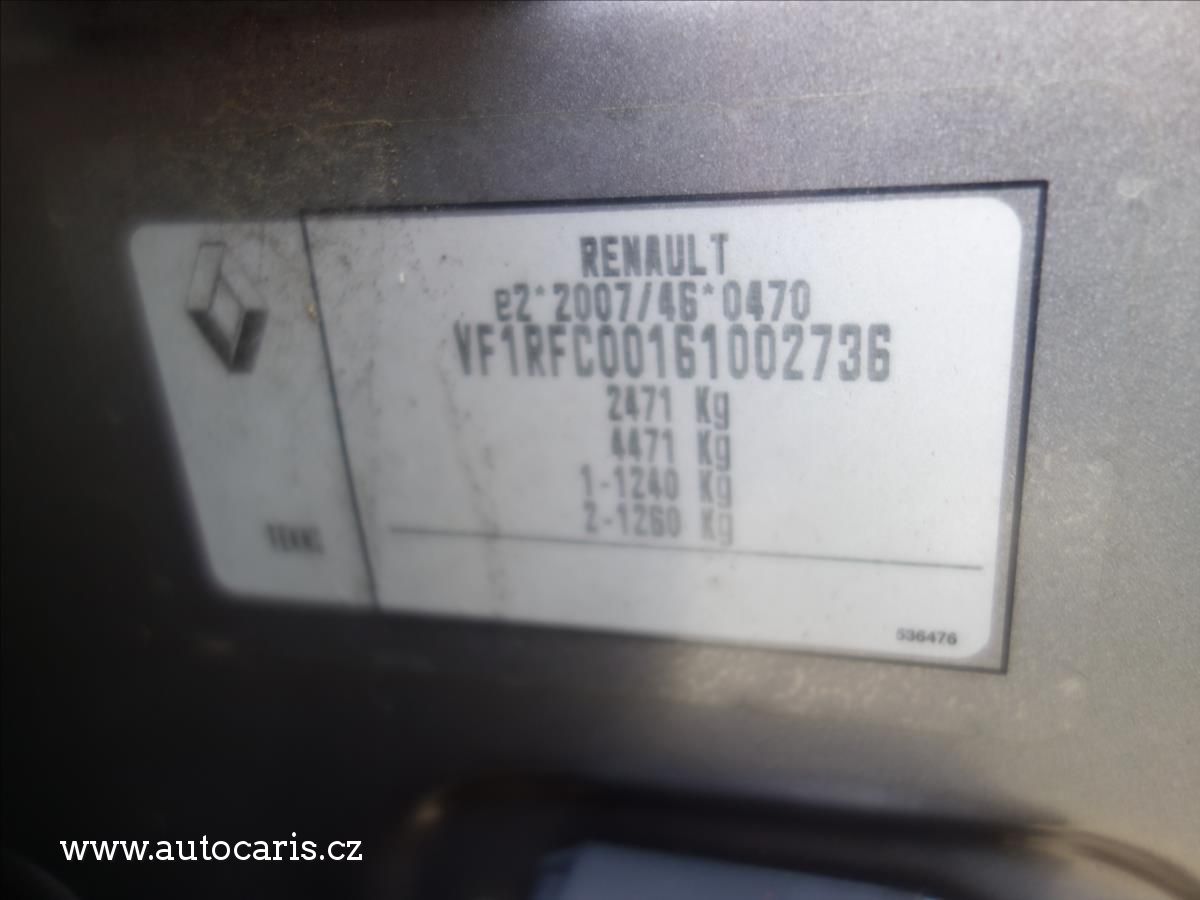 RENAULT
e2*2007/46*0470
VF1RFC00161002736
2471 Kg
4471 Kg
1-1240 Kg
2-1260 Kg
536476
www.autocaris.cz